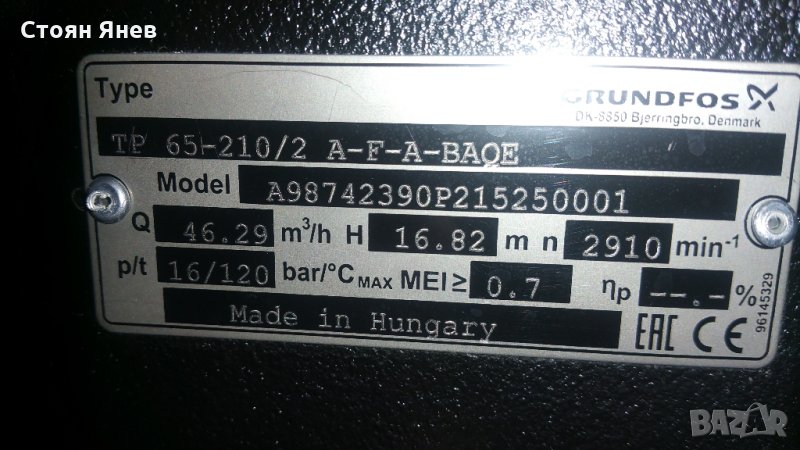 Стоян Янев
Type
GRUNDFOS
DK-8850 Bjerringbro, Denmark
TP 65-210/2 A-F-A-BAQE
Model A98742390P215250001
Q 46.29 m³/h H 16.82 m n 2910 min⁻¹
p/t 16/120 bar/°C MAX MEI ≥ 0.7 ηp --.- %
Made in Hungary EAC CE
96145329
BAZAR